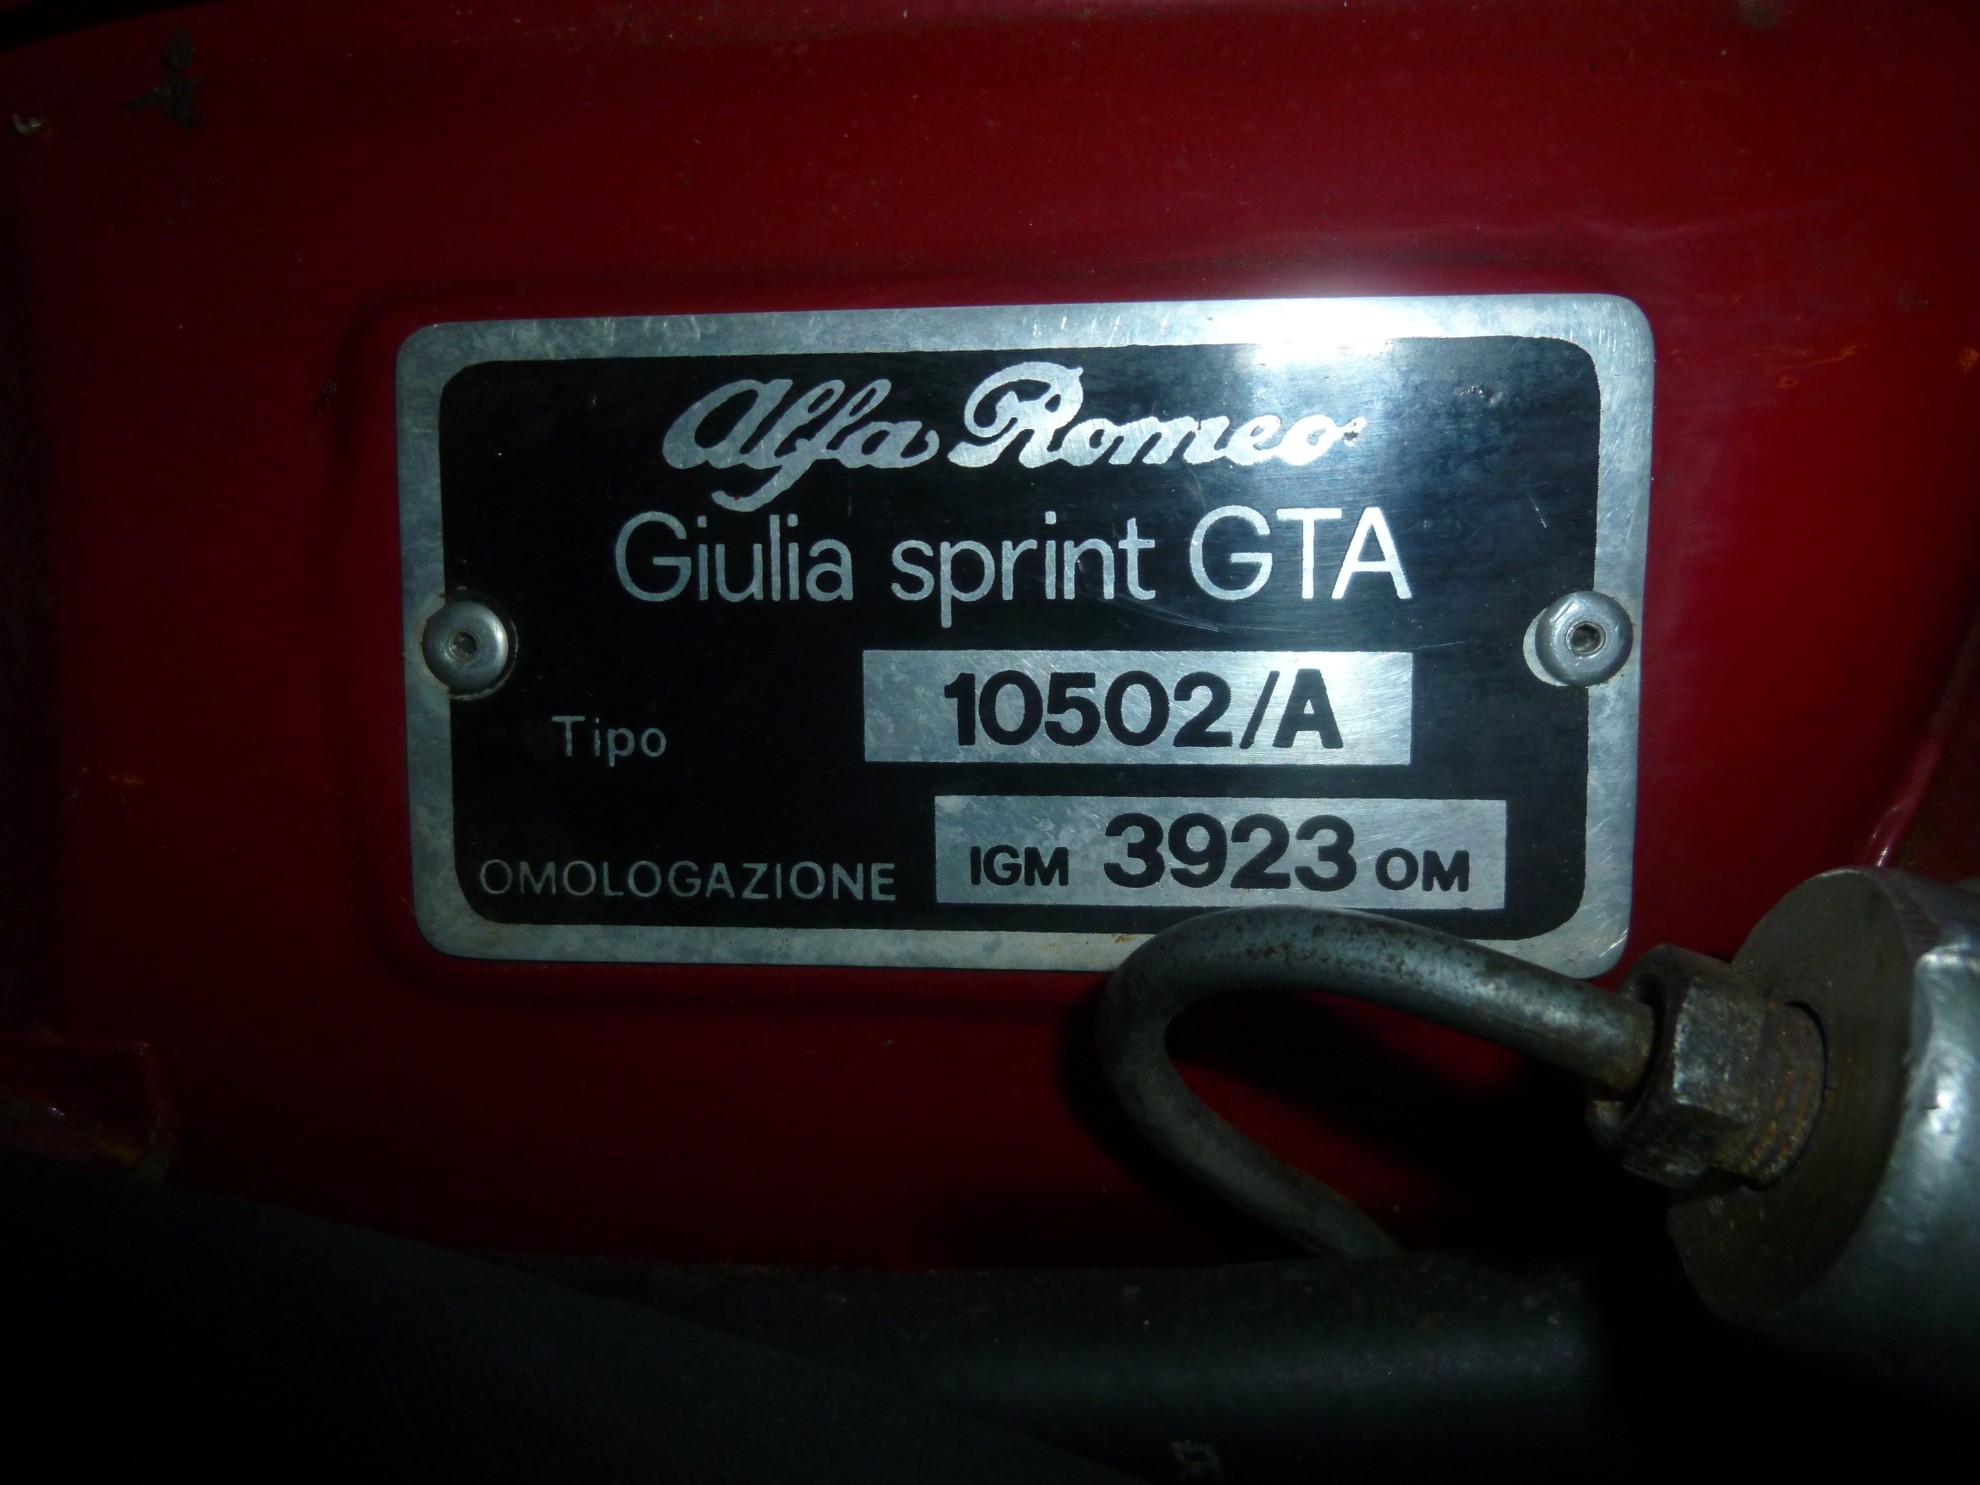 Alfa Romeo
Giulia sprint GTA
Tipo 10502/A
OMOLOGAZIONE IGM 3923 OM